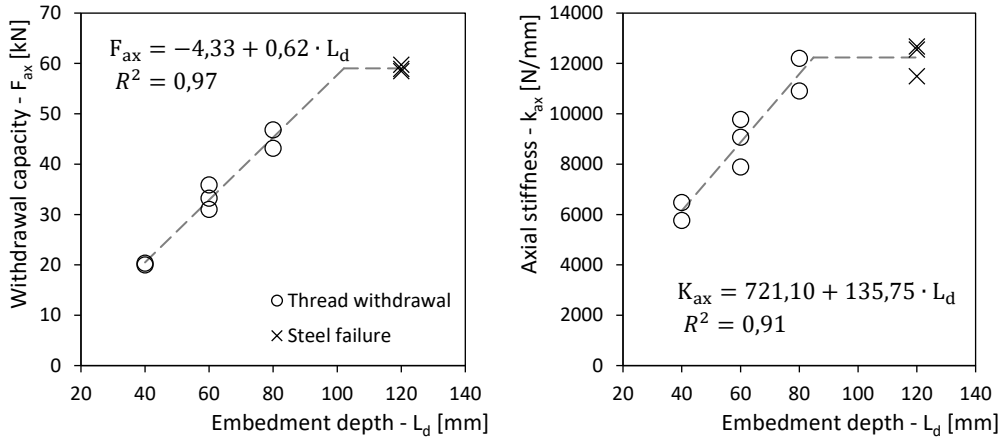 Withdrawal capacity - F_ax [kN]
70
60
50
40
30
20
10
0
F_ax = −4,33 + 0,62 · L_d
R² = 0,97
Thread withdrawal
Steel failure
20 40 60 80 100 120 140
Embedment depth - L_d [mm]
Axial stiffness - k_ax [N/mm]
14000
12000
10000
8000
6000
4000
2000
0
K_ax = 721,10 + 135,75 · L_d
R² = 0,91
20 40 60 80 100 120 140
Embedment depth - L_d [mm]